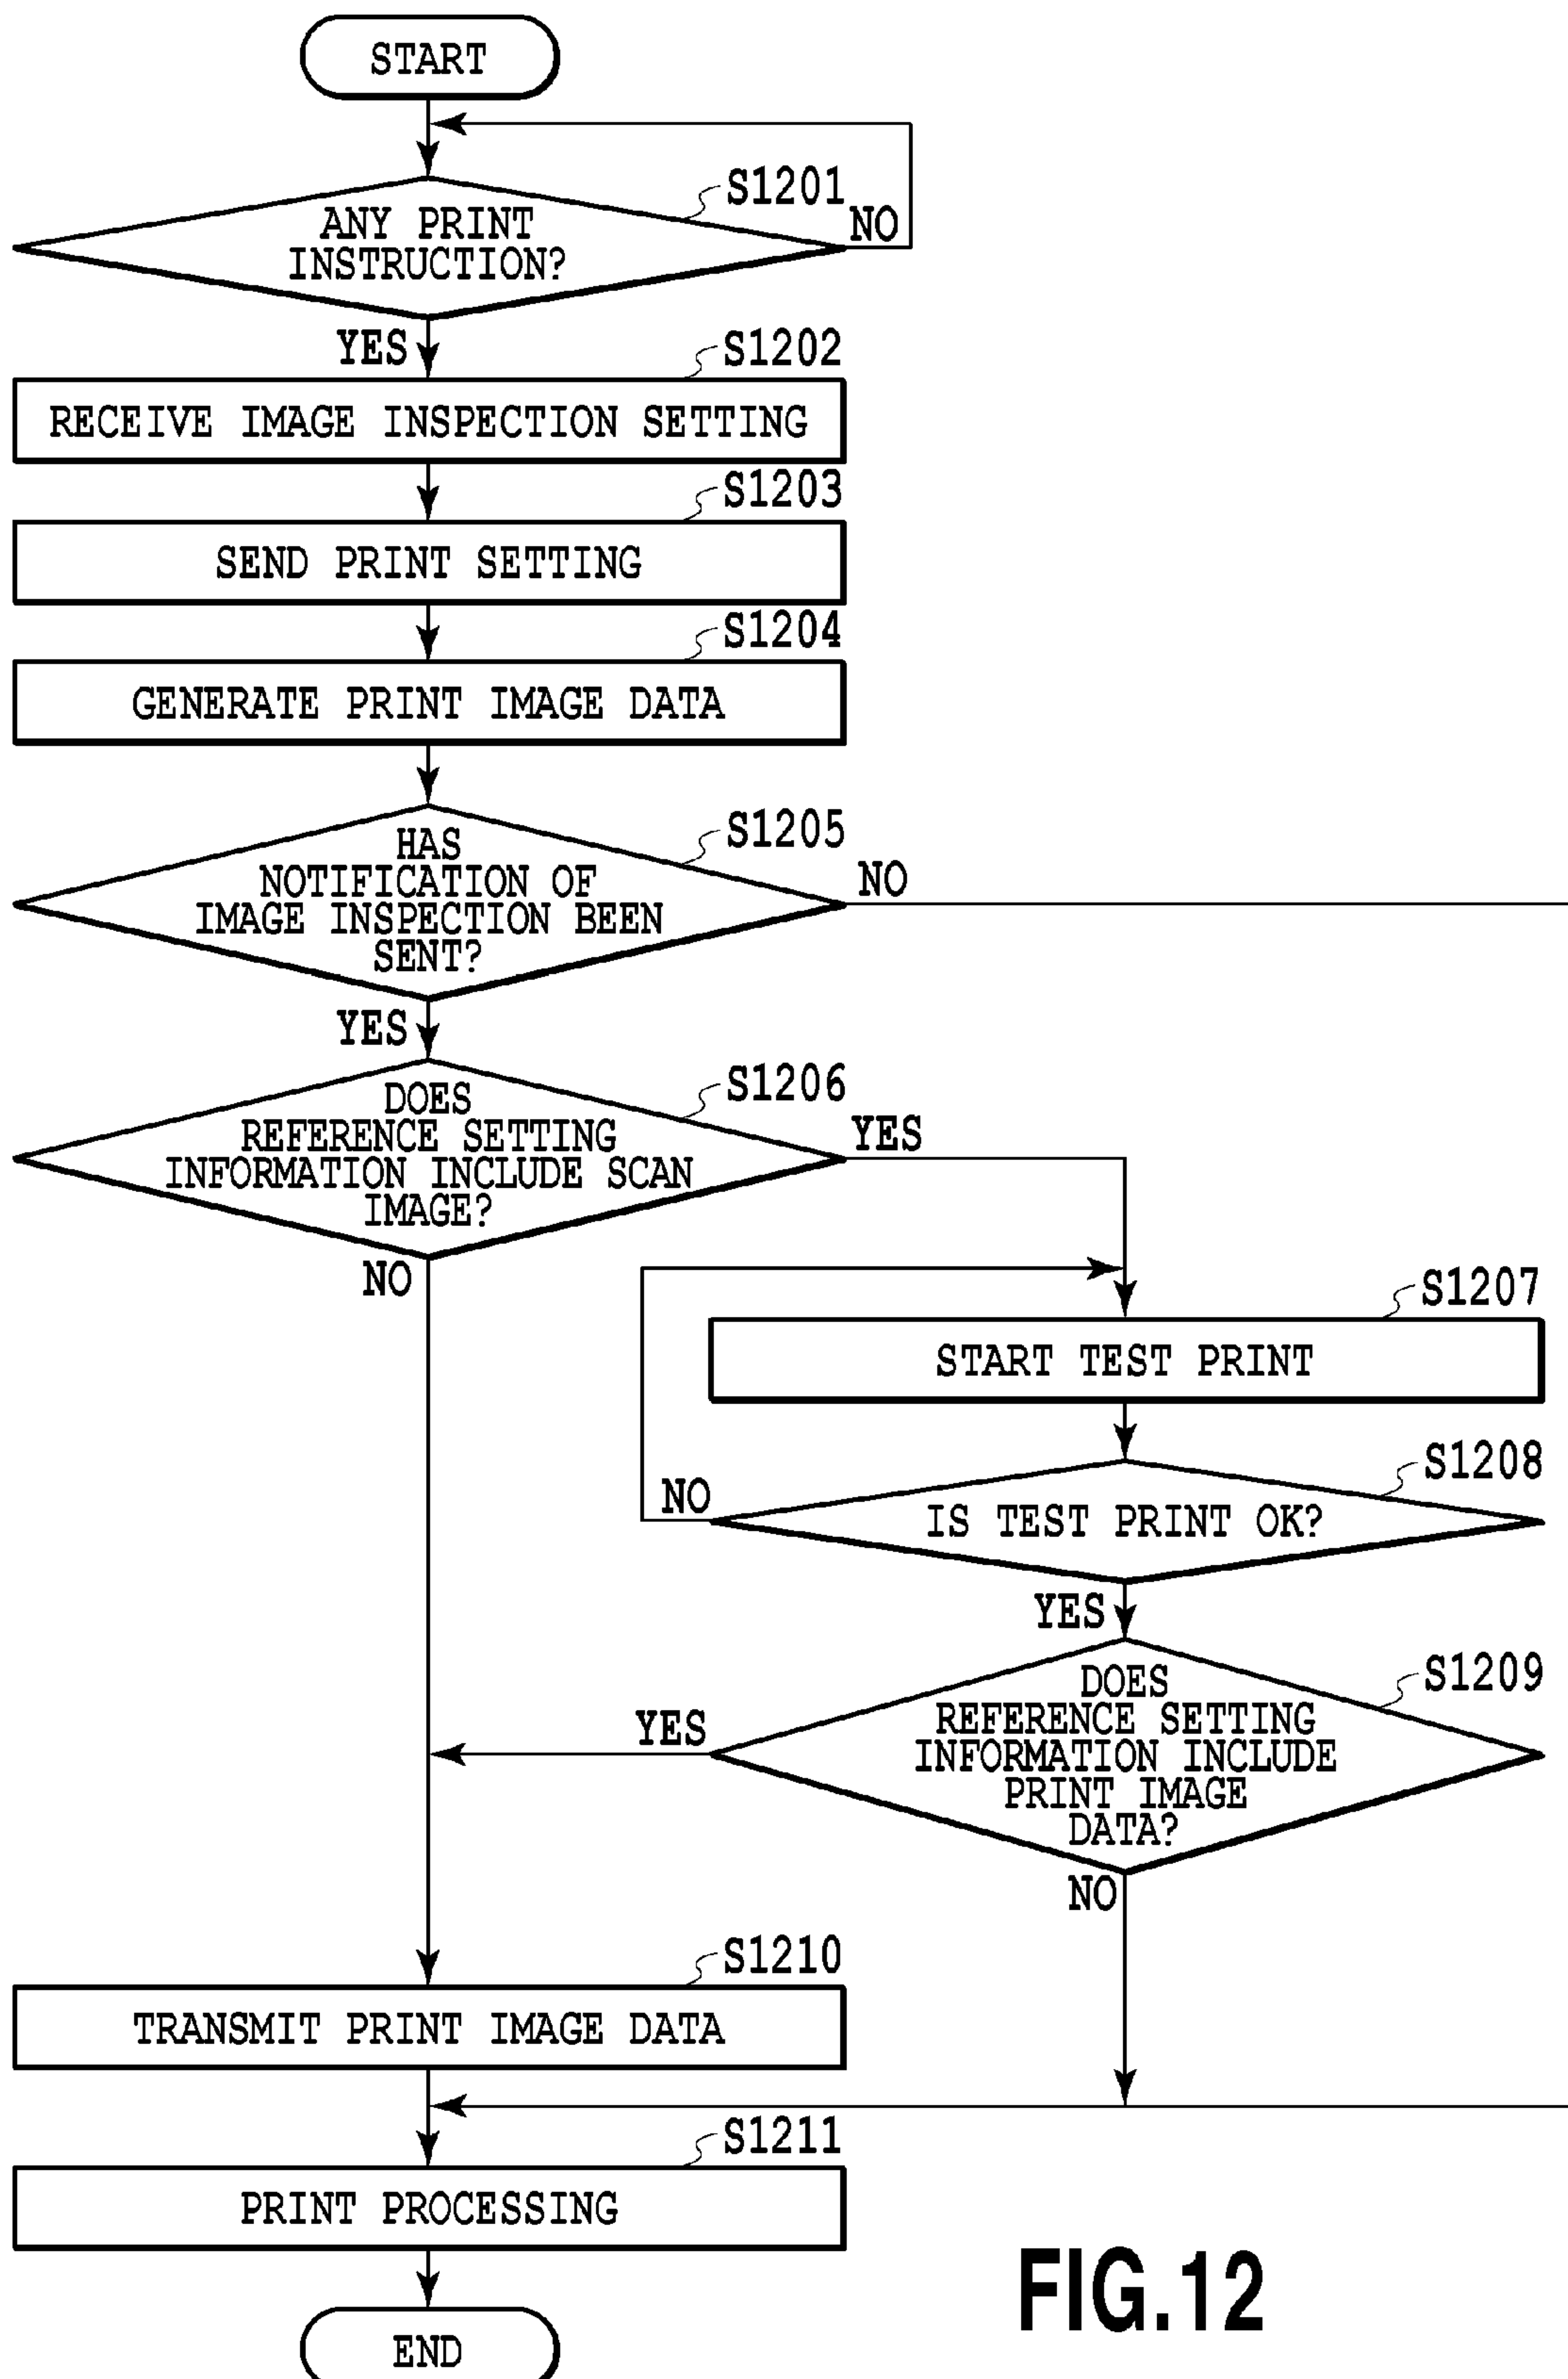 START
S1201
ANY PRINT
INSTRUCTION?
NO
YES
S1202
RECEIVE IMAGE INSPECTION SETTING
S1203
SEND PRINT SETTING
S1204
GENERATE PRINT IMAGE DATA
S1205
HAS
NOTIFICATION OF
IMAGE INSPECTION BEEN
SENT?
NO
YES
S1206
DOES
REFERENCE SETTING
INFORMATION INCLUDE SCAN
IMAGE?
YES
NO
S1207
START TEST PRINT
S1208
IS TEST PRINT OK?
NO
YES
S1209
DOES
REFERENCE SETTING
INFORMATION INCLUDE
PRINT IMAGE
DATA?
YES
NO
S1210
TRANSMIT PRINT IMAGE DATA
S1211
PRINT PROCESSING
END
FIG.12